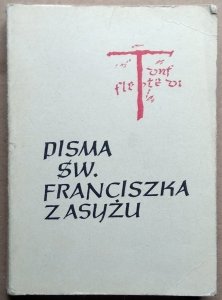 PISMA
ŚW.
FRANCISZKA
Z ASYŻU